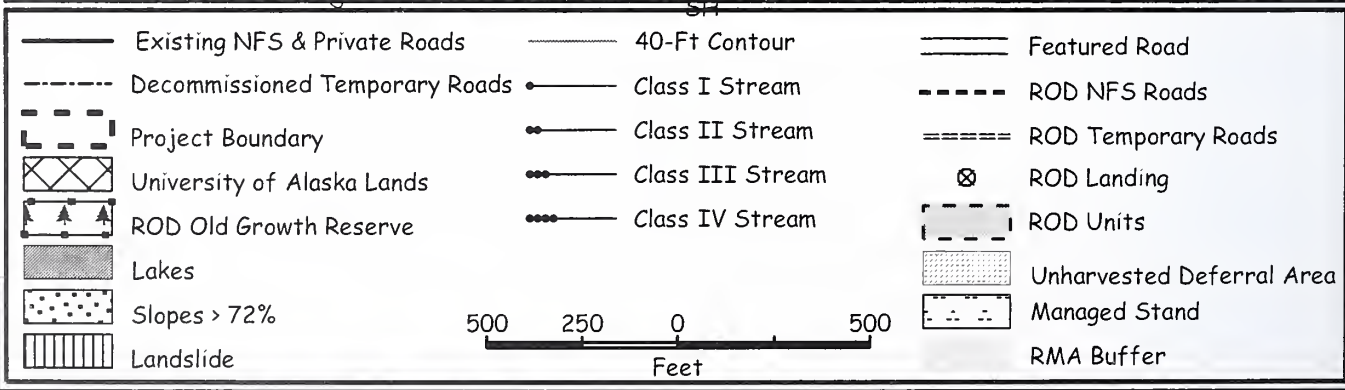 SH
Existing NFS & Private Roads
Decommissioned Temporary Roads
Project Boundary
University of Alaska Lands
ROD Old Growth Reserve
Lakes
Slopes > 72%
Landslide
40-Ft Contour
Class I Stream
Class II Stream
Class III Stream
Class IV Stream
500 250 0 500
Feet
Featured Road
ROD NFS Roads
ROD Temporary Roads
ROD Landing
ROD Units
Unharvested Deferral Area
Managed Stand
RMA Buffer